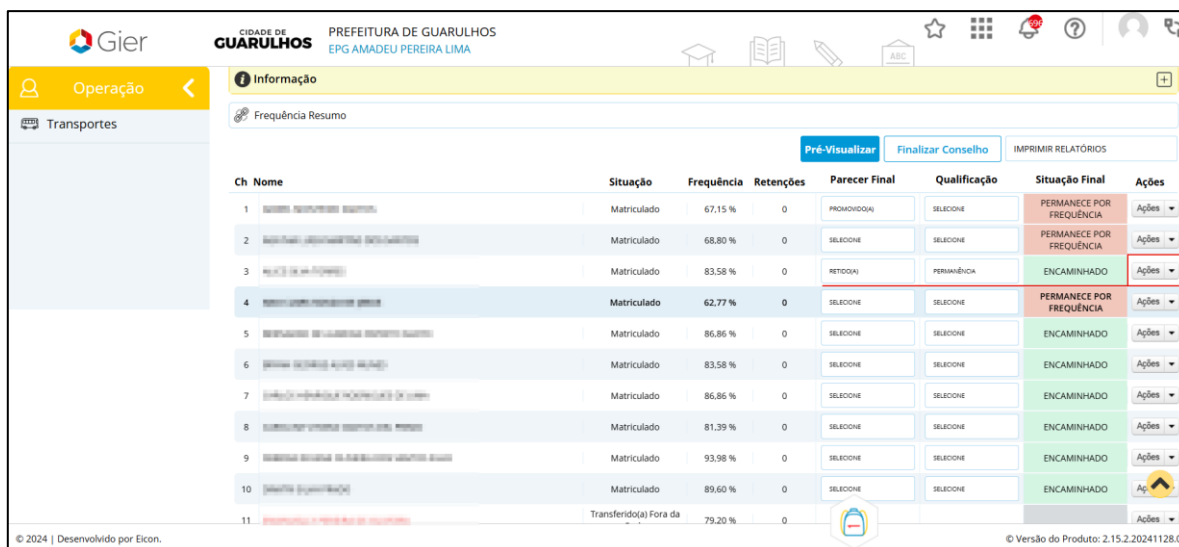 Gier
CIDADE DE
GUARULHOS
PREFEITURA DE GUARULHOS
EPG AMADEU PEREIRA LIMA
ABC
596
Operação
Transportes
Informação
Frequência Resumo
Pré-Visualizar Finalizar Conselho IMPRIMIR RELATÓRIOS
Ch Nome Situação Frequência Retenções Parecer Final Qualificação Situação Final Ações
1 Matriculado 67,15 % 0 PROMOVIDO(A) SELECIONE PERMANECE POR FREQUÊNCIA Ações
2 Matriculado 68,80 % 0 SELECIONE SELECIONE PERMANECE POR FREQUÊNCIA Ações
3 Matriculado 83,58 % 0 RETIDO(A) PERMANÊNCIA ENCAMINHADO Ações
4 Matriculado 62,77 % 0 SELECIONE SELECIONE PERMANECE POR FREQUÊNCIA Ações
5 Matriculado 86,86 % 0 SELECIONE SELECIONE ENCAMINHADO Ações
6 Matriculado 83,58 % 0 SELECIONE SELECIONE ENCAMINHADO Ações
7 Matriculado 86,86 % 0 SELECIONE SELECIONE ENCAMINHADO Ações
8 Matriculado 81,39 % 0 SELECIONE SELECIONE ENCAMINHADO Ações
9 Matriculado 93,98 % 0 SELECIONE SELECIONE ENCAMINHADO Ações
10 Matriculado 89,60 % 0 SELECIONE SELECIONE ENCAMINHADO
11 Transferido(a) Fora da 79,20 % 0 Ações
© 2024 | Desenvolvido por Eicon.
© Versão do Produto: 2.15.2.20241128.0